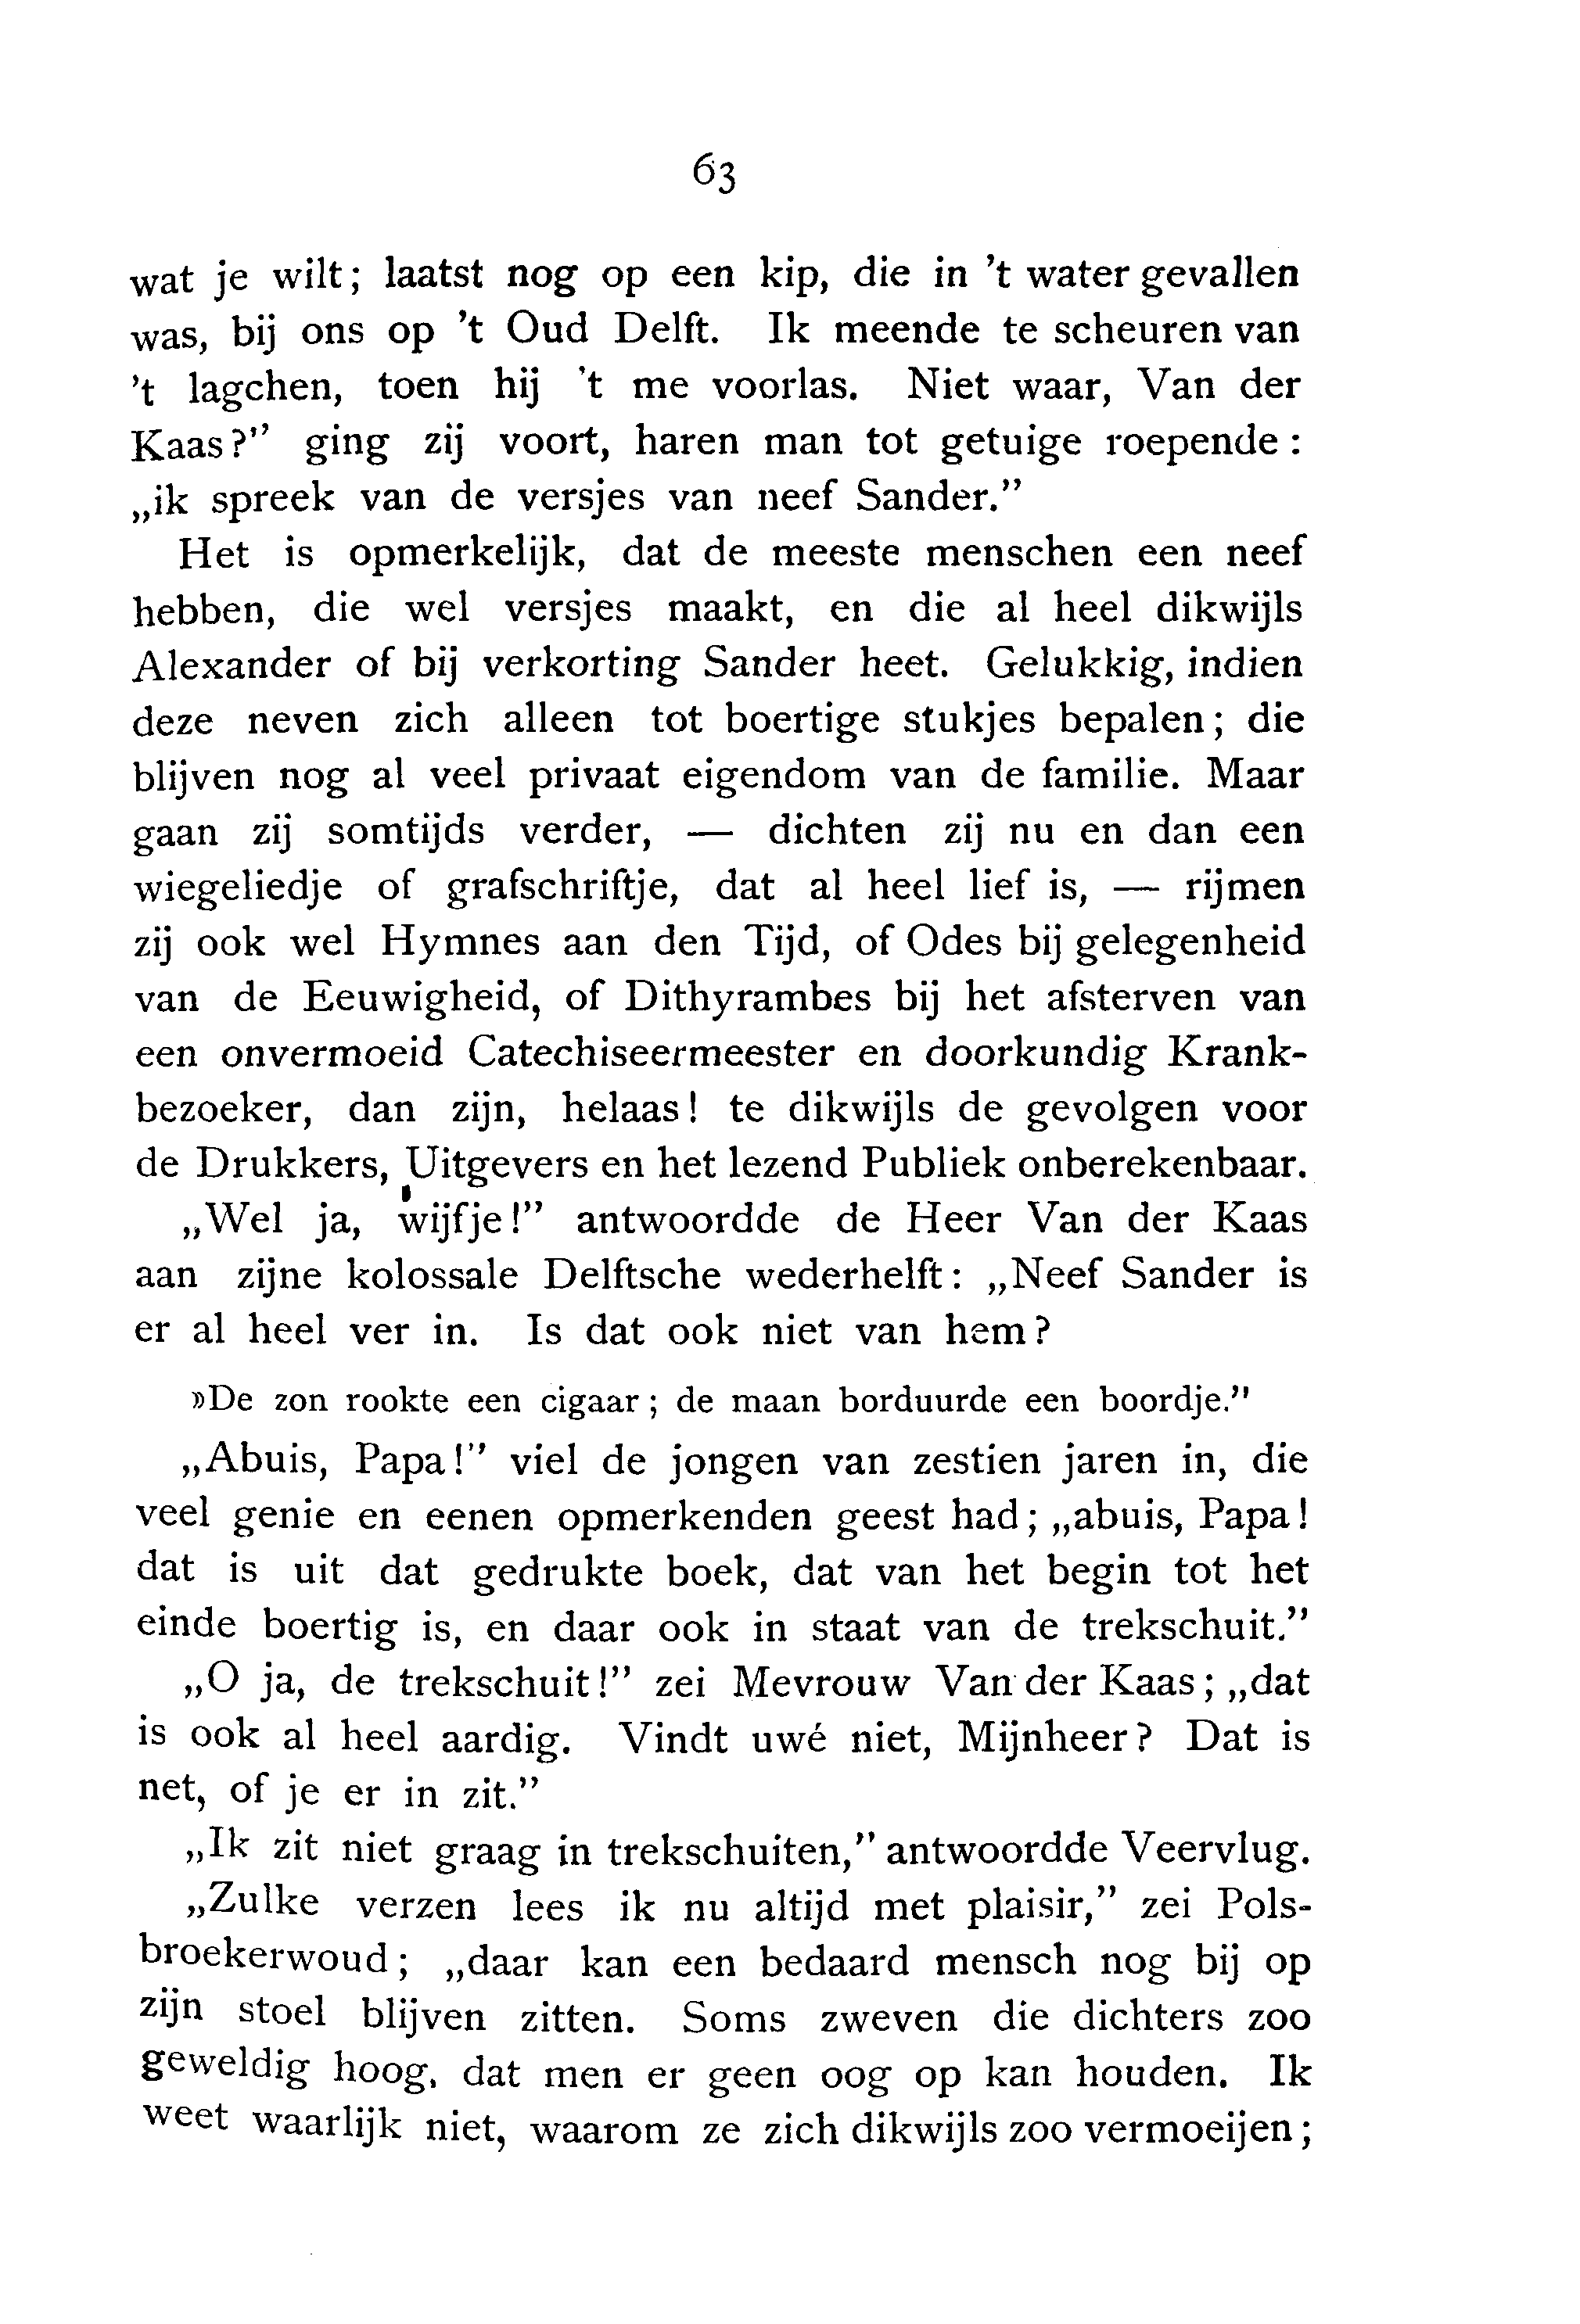 63
wat je wilt; laatst nog op een kip, die in ’t water gevallen
was, bij ons op ’t Oud Delft. Ik meende te scheuren van
’t lagchen, toen hij ’t me voorlas. Niet waar, Van der
Kaas?” ging zij voort, haren man tot getuige roepende:
„ik spreek van de versjes van neef Sander.”
Het is opmerkelijk, dat de meeste menschen een neef
hebben, die wel versjes maakt, en die al heel dikwijls
Alexander of bij verkorting Sander heet. Gelukkig, indien
deze neven zich alleen tot boertige stukjes bepalen; die
blijven nog al veel privaat eigendom van de familie. Maar
gaan zij somtijds verder, — dichten zij nu en dan een
wiegeliedje of grafschriftje, dat al heel lief is, — rijmen
zij ook wel Hymnes aan den Tijd, of Odes bij gelegenheid
van de Eeuwigheid, of Dithyrambes bij het afsterven van
een onvermoeid Catechiseermeester en doorkundig Krank-
bezoeker, dan zijn, helaas! te dikwijls de gevolgen voor
de Drukkers, Uitgevers en het lezend Publiek onberekenbaar.
„Wel ja, wijfje!” antwoordde de Heer Van der Kaas
aan zijne kolossale Delftsche wederhelft: „Neef Sander is
er al heel ver in. Is dat ook niet van hem?
»De zon rookte een cigaar; de maan borduurde een boordje.”
„Abuis, Papa!” viel de jongen van zestien jaren in, die
veel genie en eenen opmerkenden geest had; „abuis, Papa!
dat is uit dat gedrukte boek, dat van het begin tot het
einde boertig is, en daar ook in staat van de trekschuit.”
„O ja, de trekschuit!” zei Mevrouw Van der Kaas; „dat
is ook al heel aardig. Vindt uwé niet, Mijnheer? Dat is
net, of je er in zit.”
„Ik zit niet graag in trekschuiten,” antwoordde Veervlug.
„Zulke verzen lees ik nu altijd met plaisir,” zei Pols-
broekerwoud; „daar kan een bedaard mensch nog bij op
zijn stoel blijven zitten. Soms zweven die dichters zoo
geweldig hoog, dat men er geen oog op kan houden. Ik
weet waarlijk niet, waarom ze zich dikwijls zoo vermoeijen;